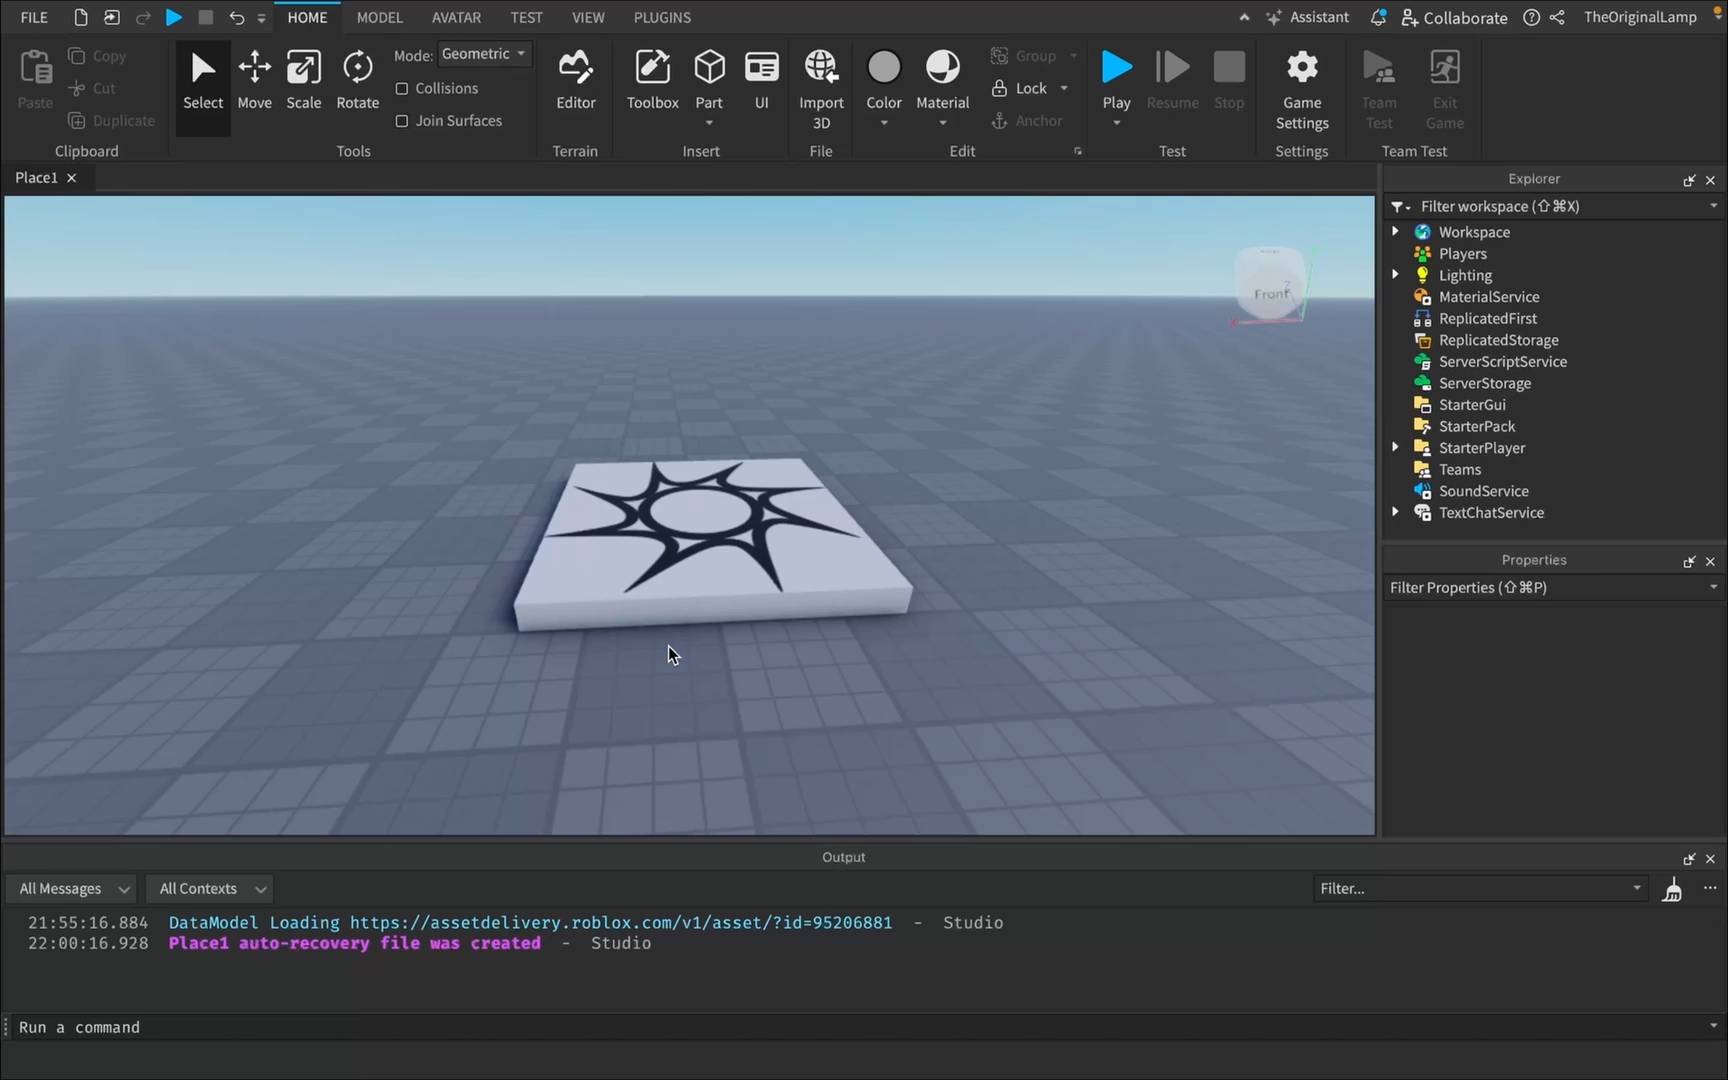 FILE HOME MODEL AVATAR TEST VIEW PLUGINS Assistant Collaborate TheOriginalLamp
Paste Copy Cut Duplicate
Clipboard
Select Move Scale Rotate
Mode: Geometric
Collisions
Join Surfaces
Tools
Editor
Terrain
Toolbox Part UI
Insert
Import
3D
File
Color Material Group
Lock
Anchor
Edit
Play Resume Stop
Test
Game
Settings
Settings
Team
Test
Exit
Game
Team Test
Place1
Front
Explorer
Filter workspace (⇧⌘X)
Workspace
Players
Lighting
MaterialService
ReplicatedFirst
ReplicatedStorage
ServerScriptService
ServerStorage
StarterGui
StarterPack
StarterPlayer
Teams
SoundService
TextChatService
Properties
Filter Properties (⇧⌘P)
Output
All Messages All Contexts Filter...
21:55:16.884 DataModel Loading https://assetdelivery.roblox.com/v1/asset/?id=95206881 - Studio
22:00:16.928 Place1 auto-recovery file was created - Studio
Run a command